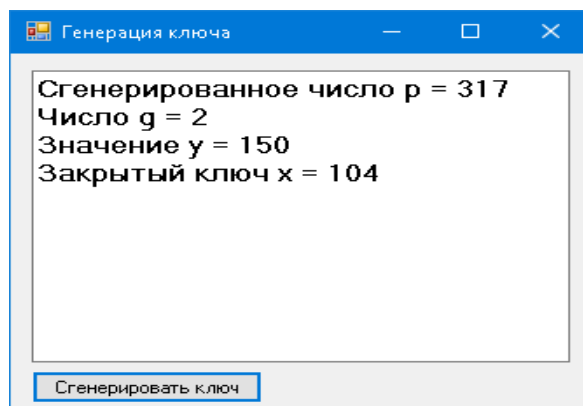 Генерация ключа
Сгенерированное число p = 317
Число g = 2
Значение y = 150
Закрытый ключ x = 104
Сгенерировать ключ